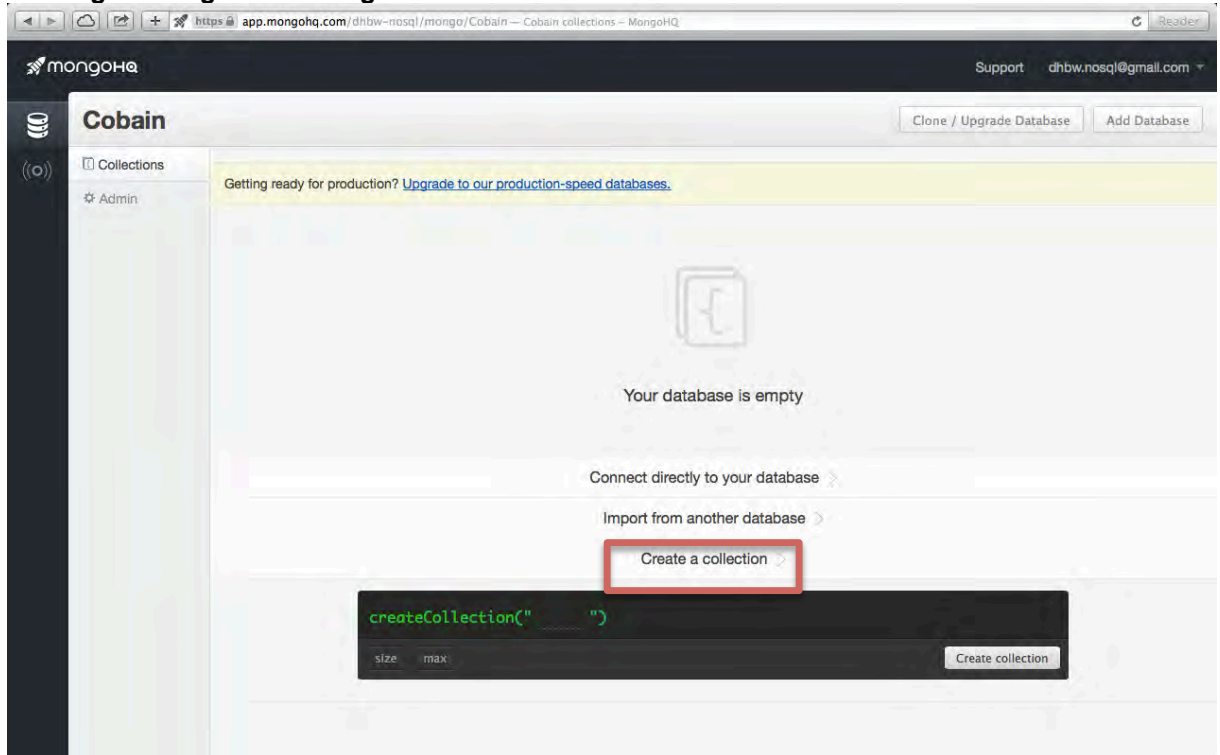 https app.mongohq.com/dhbw-nosql/mongo/Cobain — Cobain collections – MongoHQ
Reader
mongoHQ
Support dhbw.nosql@gmail.com
Cobain
Clone / Upgrade Database
Add Database
Collections
Admin
Getting ready for production? Upgrade to our production-speed databases.
Your database is empty
Connect directly to your database
Import from another database
Create a collection
createCollection(" ")
size max
Create collection